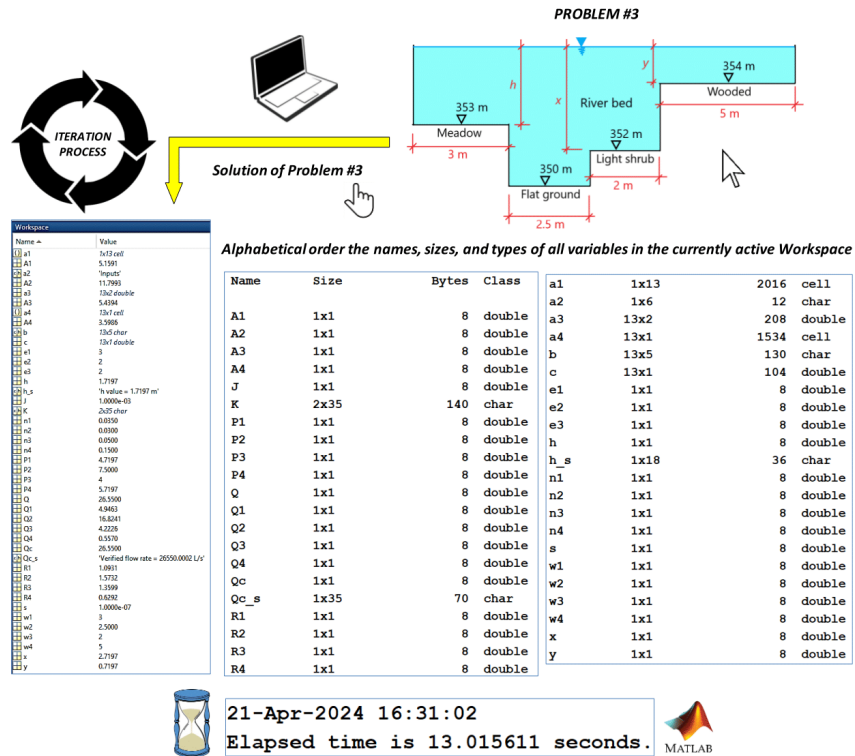 PROBLEM #3
ITERATION
PROCESS
Solution of Problem #3
h
x
y
353 m
Meadow
3 m
350 m
Flat ground
2.5 m
River bed
352 m
Light shrub
2 m
354 m
Wooded
5 m
Workspace
Name Value
a1 1x13 cell
A1 5.1591
a2 'Inputs'
A2 11.7993
a3 13x2 double
A3 5.4394
a4 13x1 cell
A4 3.5986
b 13x5 char
c 13x1 double
e1 3
e2 2
e3 2
h 1.7197
h_s 'h value = 1.7197 m'
J 1.0000e-03
K 2x35 char
n1 0.0350
n2 0.0300
n3 0.0500
n4 0.1500
P1 4.7197
P2 7.5000
P3 4
P4 5.7197
Q 26.5500
Q1 4.9463
Q2 16.8241
Q3 4.2226
Q4 0.5570
Qc 26.5500
Qc_s 'Verified flow rate = 26550.0002 L/s'
R1 1.0931
R2 1.5732
R3 1.3599
R4 0.6292
s 1.0000e-07
w1 3
w2 2.5000
w3 2
w4 5
x 2.7197
y 0.7197
Alphabetical order the names, sizes, and types of all variables in the currently active Workspace
Name Size Bytes Class
A1 1x1 8 double
A2 1x1 8 double
A3 1x1 8 double
A4 1x1 8 double
J 1x1 8 double
K 2x35 140 char
P1 1x1 8 double
P2 1x1 8 double
P3 1x1 8 double
P4 1x1 8 double
Q 1x1 8 double
Q1 1x1 8 double
Q2 1x1 8 double
Q3 1x1 8 double
Q4 1x1 8 double
Qc 1x1 8 double
Qc_s 1x35 70 char
R1 1x1 8 double
R2 1x1 8 double
R3 1x1 8 double
R4 1x1 8 double
a1 1x13 2016 cell
a2 1x6 12 char
a3 13x2 208 double
a4 13x1 1534 cell
b 13x5 130 char
c 13x1 104 double
e1 1x1 8 double
e2 1x1 8 double
e3 1x1 8 double
h 1x1 8 double
h_s 1x18 36 char
n1 1x1 8 double
n2 1x1 8 double
n3 1x1 8 double
n4 1x1 8 double
s 1x1 8 double
w1 1x1 8 double
w2 1x1 8 double
w3 1x1 8 double
w4 1x1 8 double
x 1x1 8 double
y 1x1 8 double
21-Apr-2024 16:31:02
Elapsed time is 13.015611 seconds.
MATLAB